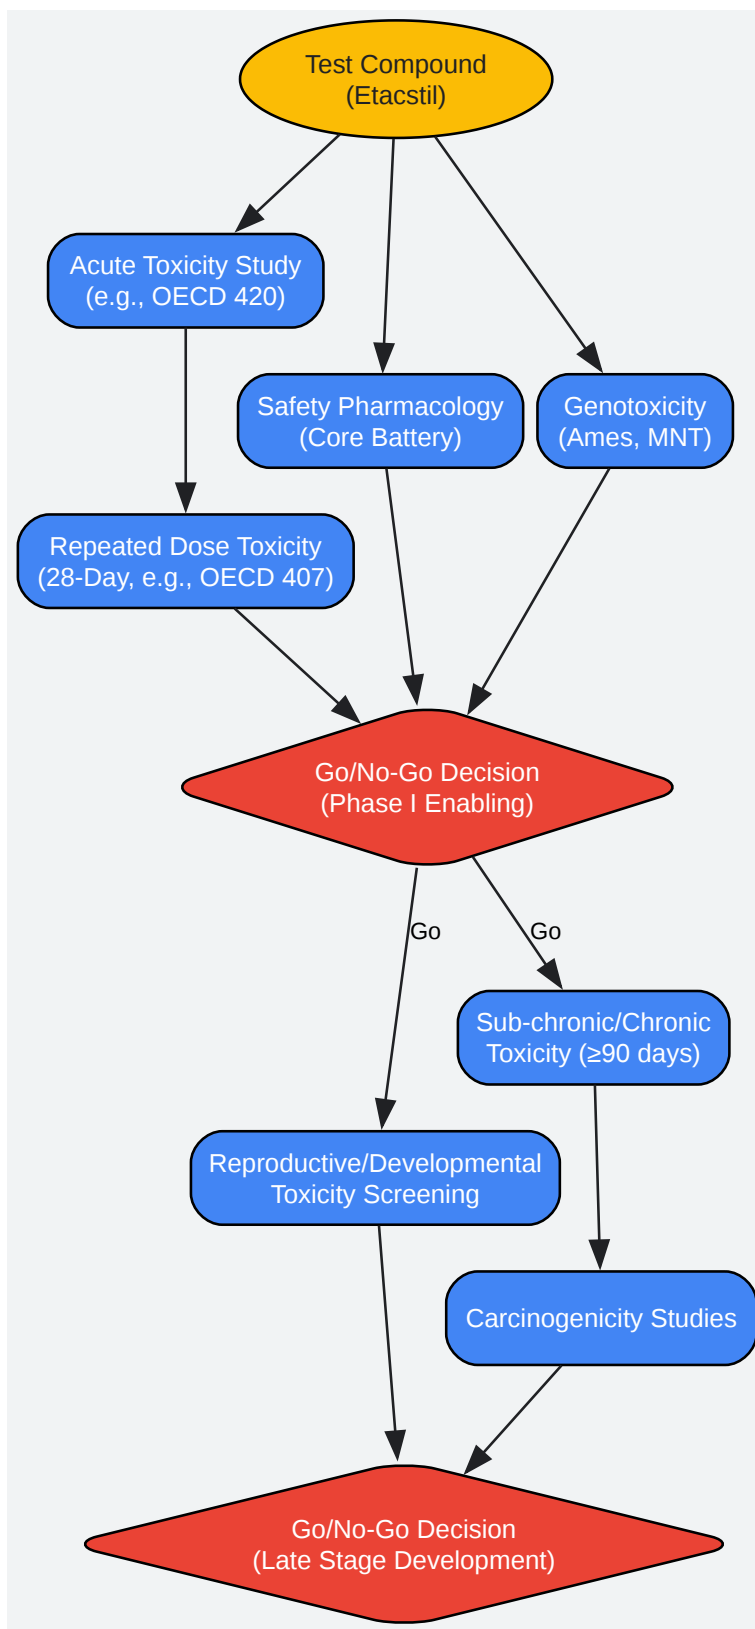 Test Compound
(Etacstil)
Acute Toxicity Study
(e.g., OECD 420)
Safety Pharmacology
(Core Battery)
Genotoxicity
(Ames, MNT)
Repeated Dose Toxicity
(28-Day, e.g., OECD 407)
Go/No-Go Decision
(Phase I Enabling)
Go
Go
Sub-chronic/Chronic
Toxicity (≥90 days)
Reproductive/Developmental
Toxicity Screening
Carcinogenicity Studies
Go/No-Go Decision
(Late Stage Development)